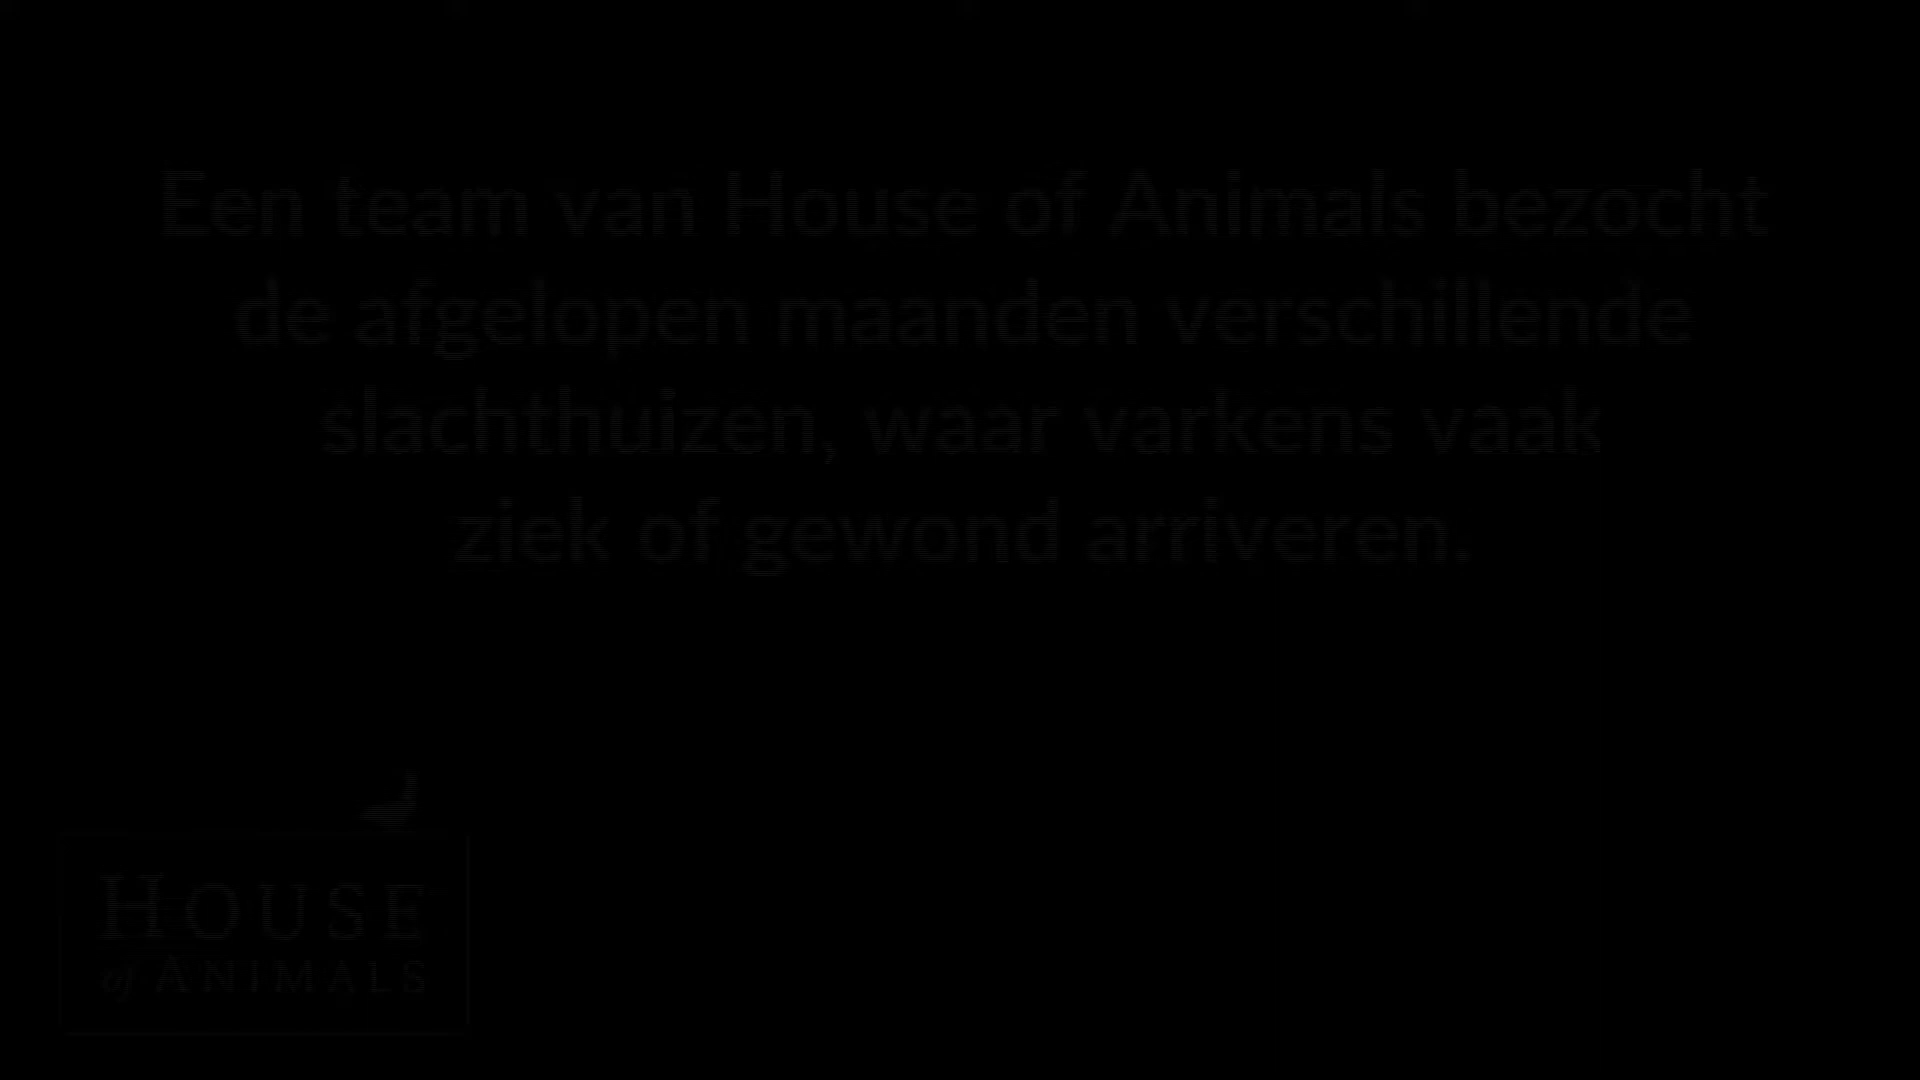 Een team van House of Animals bezocht
de afgelopen maanden verschillende
slachthuizen, waar varkens vaak
ziek of gewond arriveren.
HOUSE
of ANIMALS